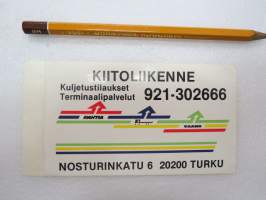 KIITOLIIKENNE
Kuljetustilaukset
Terminaalipalvelut 921-302666
NOSTURINKATU 6 20200 TURKU